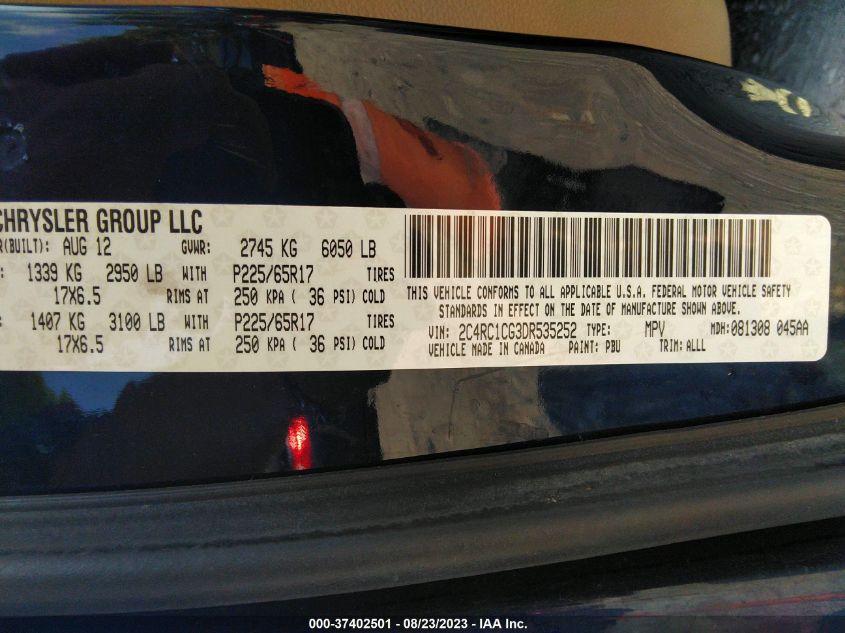 CHRYSLER GROUP LLC
R(BUILT): AUG 12 GVWR: 2745 KG 6050 LB
: 1339 KG 2950 LB WITH P225/65R17 TIRES
17X6.5 RIMS AT 250 KPA ( 36 PSI) COLD
: 1407 KG 3100 LB WITH P225/65R17 TIRES
17X6.5 RIMS AT 250 KPA ( 36 PSI) COLD
THIS VEHICLE CONFORMS TO ALL APPLICABLE U.S.A. FEDERAL MOTOR VEHICLE SAFETY
STANDARDS IN EFFECT ON THE DATE OF MANUFACTURE SHOWN ABOVE.
VIN: 2C4RC1CG3DR535252 TYPE: MPV MDH:081308 045AA
VEHICLE MADE IN CANADA PAINT: PBU TRIM: ALLL
000-37402501 - 08/23/2023 - IAA Inc.